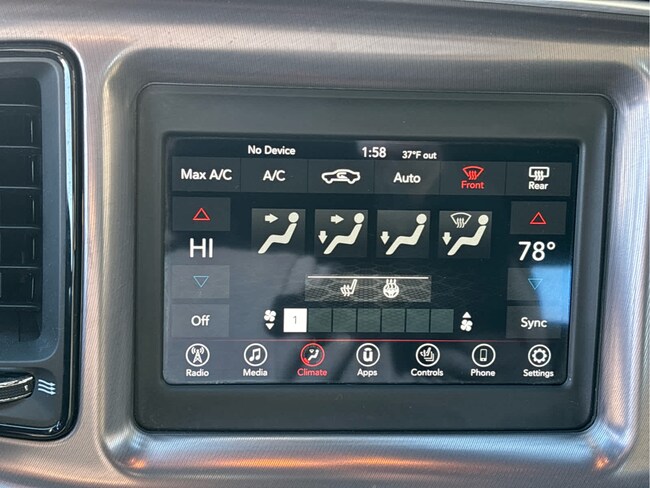 No Device 1:58 37°F out
Max A/C A/C Auto Front Rear
HI 78°
Off 1 Sync
Radio Media Climate Apps Controls Phone Settings